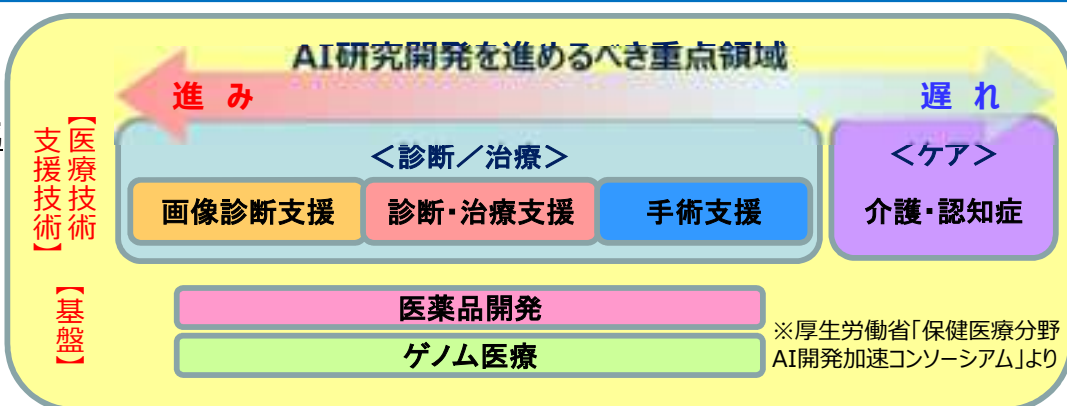 AI研究開発を進めるべき重点領域
進 み
遅 れ
【医療技術
支援技術】
＜診断／治療＞
画像診断支援
診断・治療支援
手術支援
＜ケア＞
介護・認知症
【基盤】
医薬品開発
ゲノム医療
※厚生労働省「保健医療分野
AI開発加速コンソーシアム」より